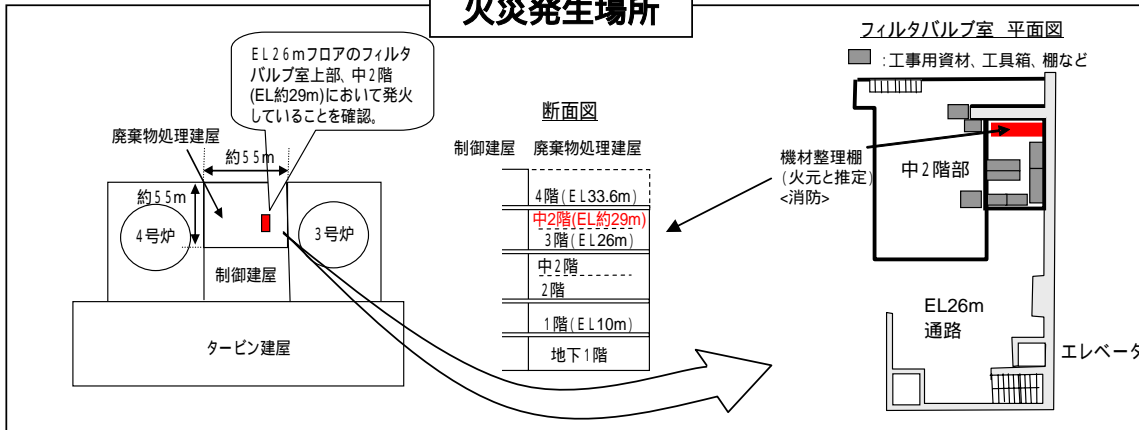 火災発生場所
EL26mフロアのフィルタ
バルブ室上部、中2階
(EL約29m)において発火
していることを確認。
廃棄物処理建屋
約55m
約55m
4号炉
3号炉
制御建屋
タービン建屋
断面図
制御建屋 廃棄物処理建屋
4階(EL33.6m)
中2階(EL約29m)
3階(EL26m)
中2階
2階
1階(EL10m)
地下1階
フィルタバルブ室 平面図
:工事用資材、工具箱、棚など
機材整理棚
(火元と推定)
<消防>
中2階部
EL26m
通路
エレベータ